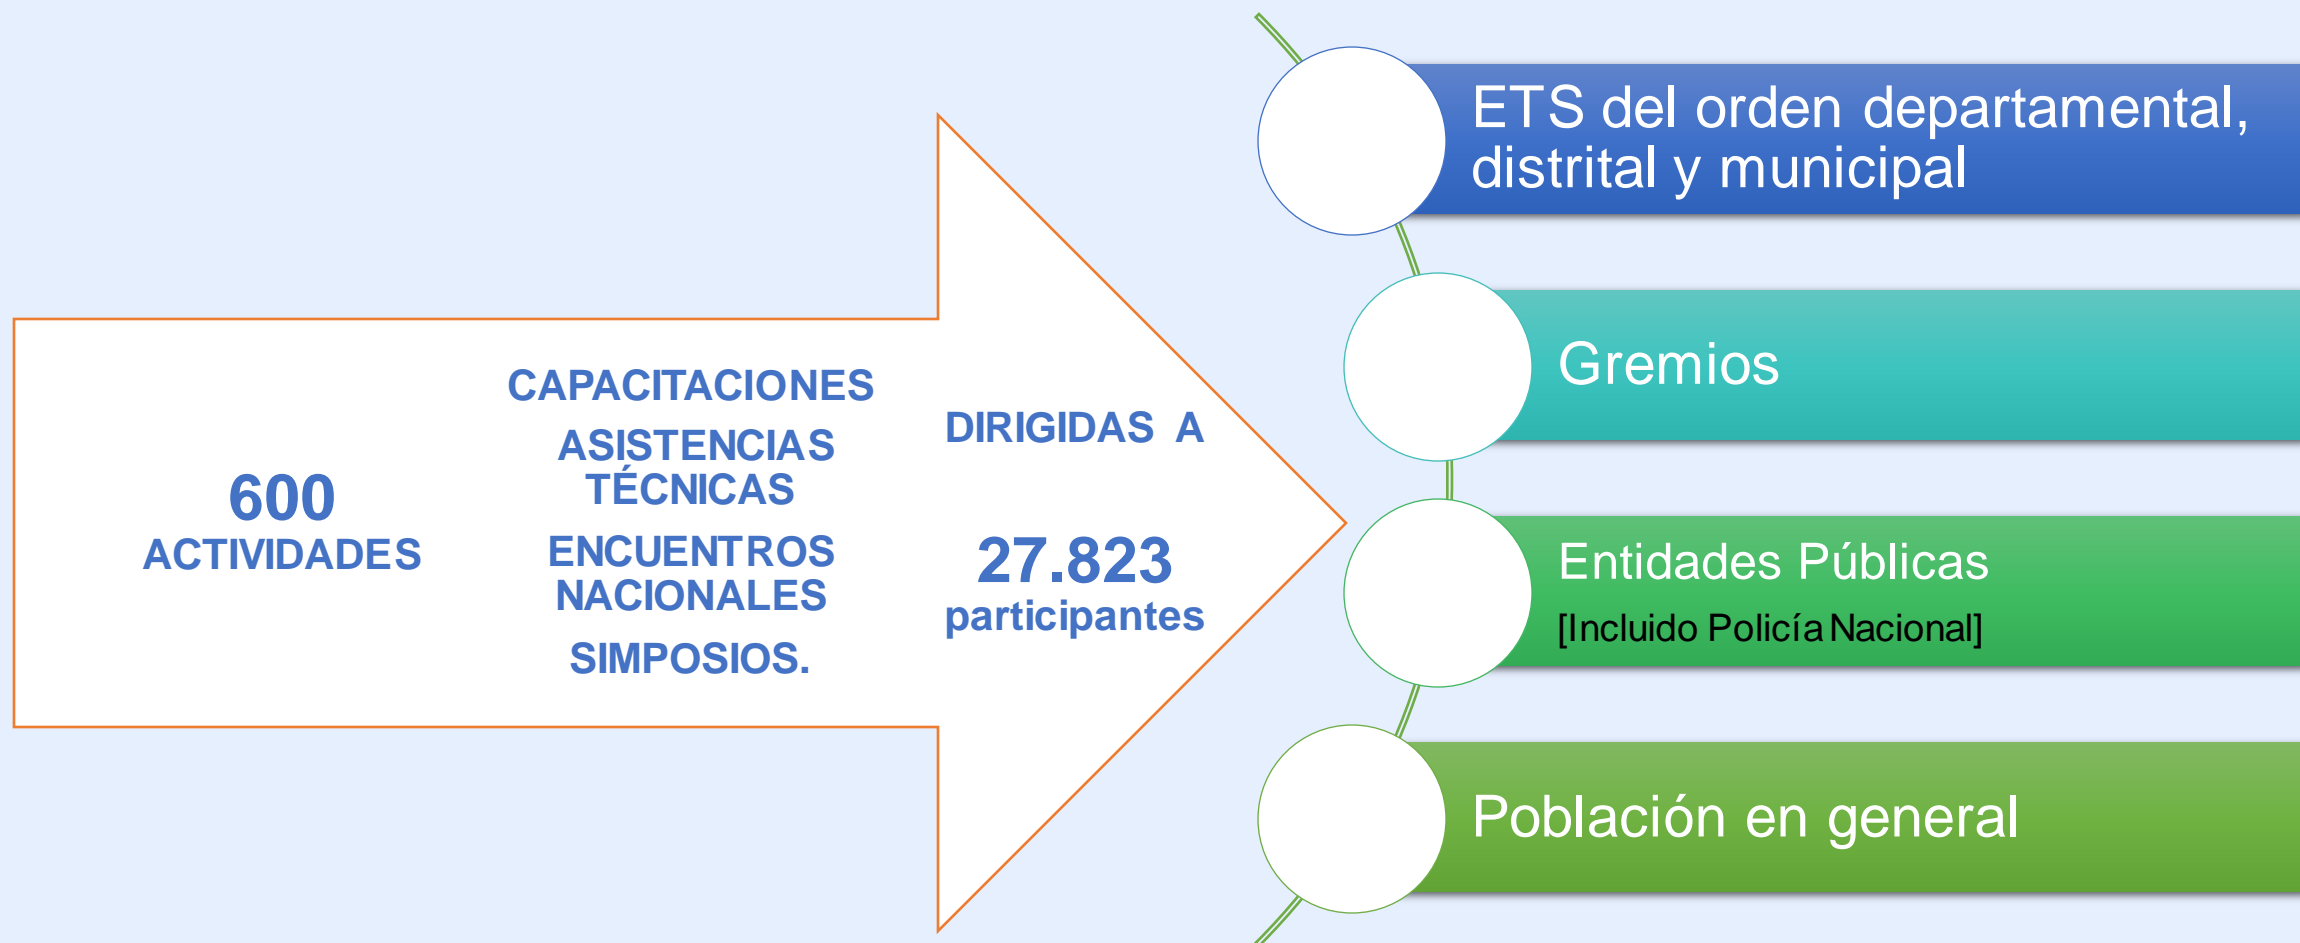 600
ACTIVIDADES
CAPACITACIONES
ASISTENCIAS
TÉCNICAS
ENCUENTROS
NACIONALES
SIMPOSIOS.
DIRIGIDAS A
27.823
participantes
ETS del orden departamental,
distrital y municipal
Gremios
Entidades Públicas
[Incluido Policía Nacional]
Población en general